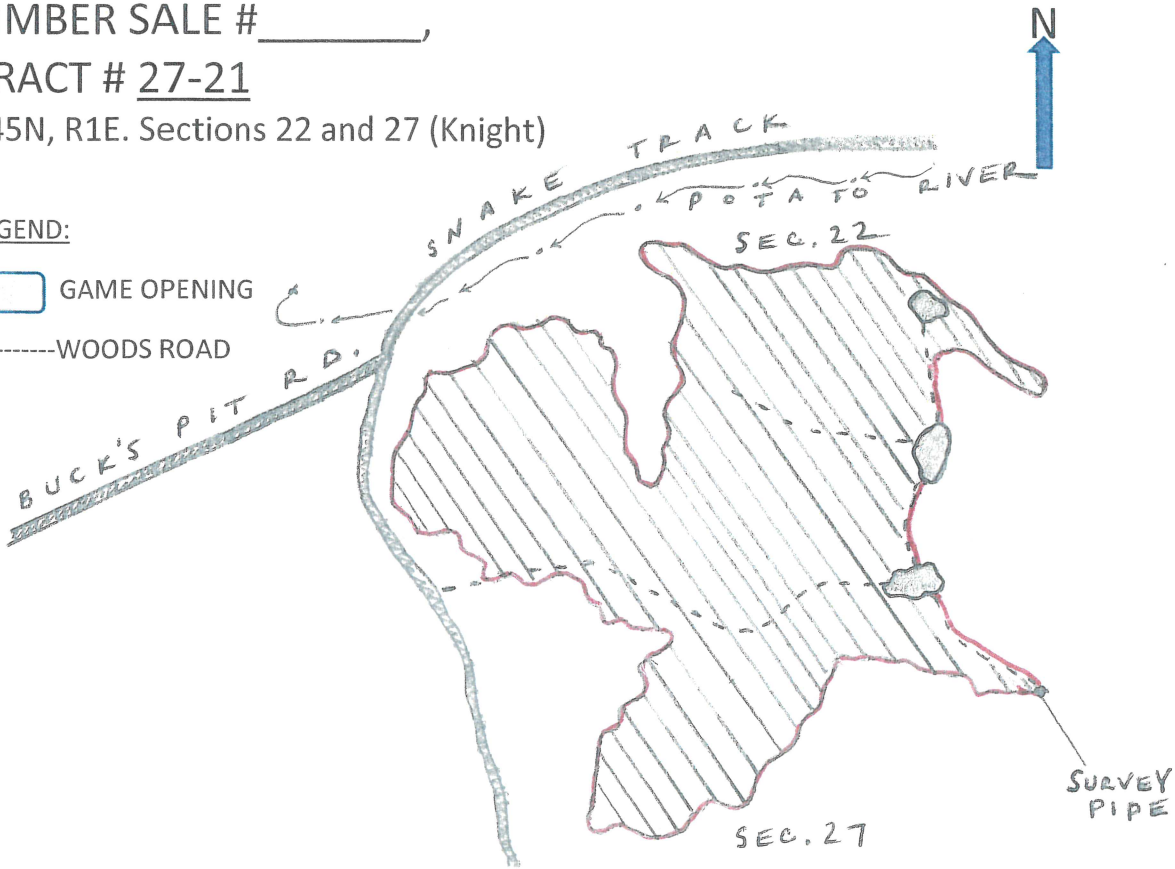 MBER SALE #_______,
RACT # 27-21
45N, R1E. Sections 22 and 27 (Knight)
GEND:
GAME OPENING
-------WOODS ROAD
N
SNAKE TRACK
POTATO RIVER
SEC. 22
BUCK'S PIT RD.
SURVEY
PIPE
SEC. 27